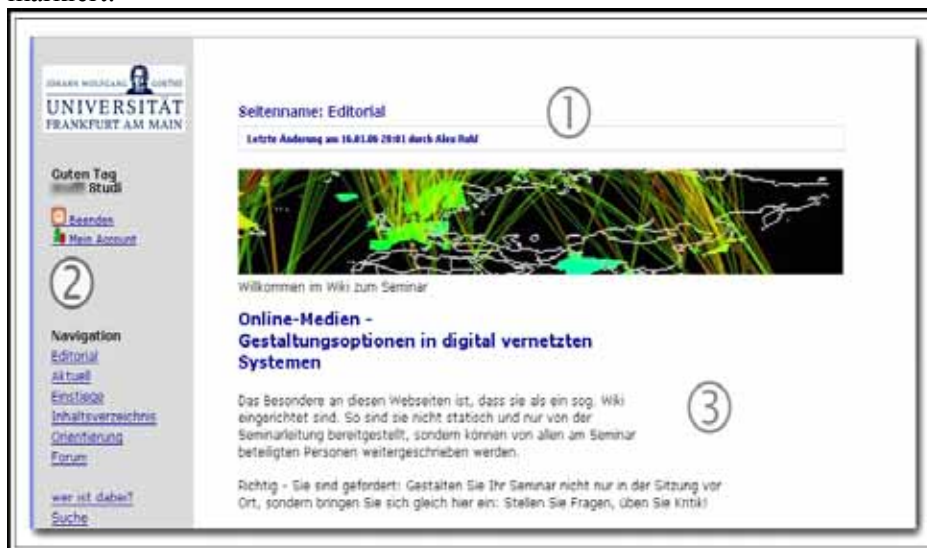 JOHANN WOLFGANG GOETHE
UNIVERSITÄT
FRANKFURT AM MAIN
Guten Tag
Studi
Beenden
Mein Account
2
Navigation
Editorial
Aktuell
Einstiege
Inhaltsverzeichnis
Orientierung
Forum
wer ist dabei?
Suche
Seitenname: Editorial
1
Letzte Änderung am 16.01.06 20:01 durch Alex
Willkommen im Wiki zum Seminar
Online-Medien -
Gestaltungsoptionen in digital vernetzten
Systemen
Das Besondere an diesen Webseiten ist, dass sie als ein sog. Wiki
eingerichtet sind. So sind sie nicht statisch und nur von der
Seminarleitung bereitgestellt, sondern können von allen am Seminar
beteiligten Personen weitergeschrieben werden.
3
Richtig - Sie sind gefordert: Gestalten Sie Ihr Seminar nicht nur in der Sitzung vor
Ort, sondern bringen Sie sich gleich hier ein: Stellen Sie Fragen, üben Sie Kritik!